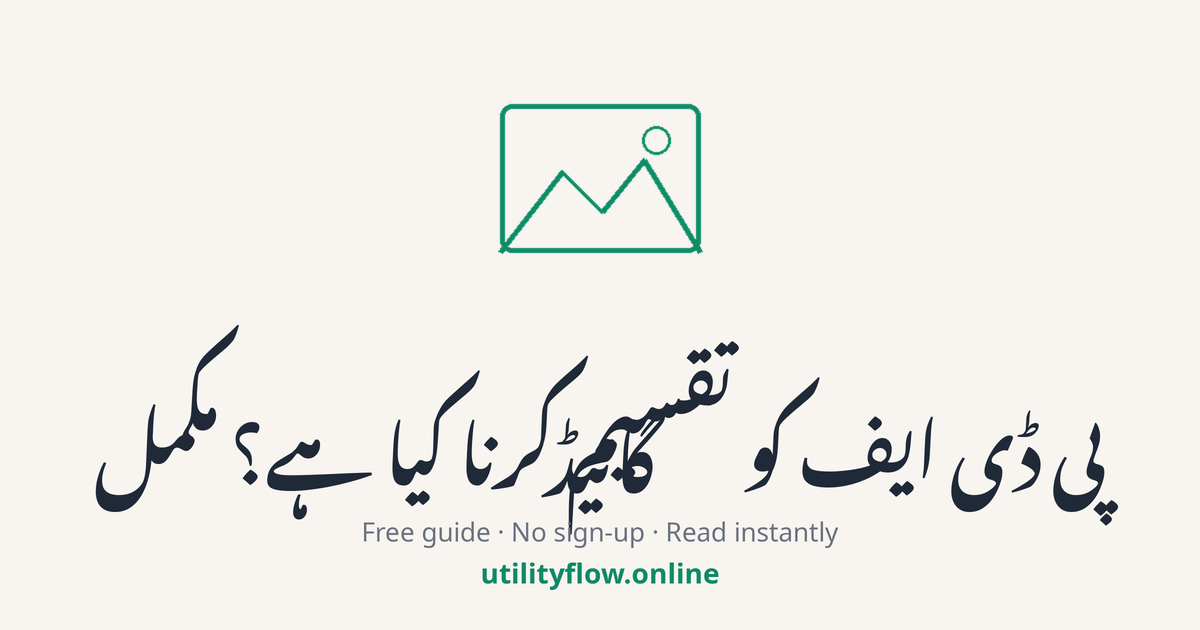 پی ڈی ایف کو تقسیم کرنا کیا ہے؟ مکمل
گائیڈ
Free guide · No sign-up · Read instantly
utilityflow.online